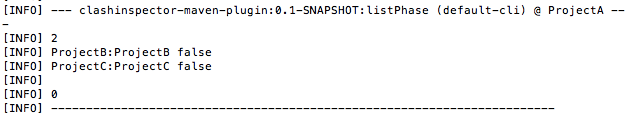 [INFO] --- clashinspector-maven-plugin:0.1-SNAPSHOT:listPhase (default-cli) @ ProjectA --
-
[INFO] 2
[INFO] ProjectB:ProjectB false
[INFO] ProjectC:ProjectC false
[INFO]
[INFO] 0
[INFO] ------------------------------------------------------------------------